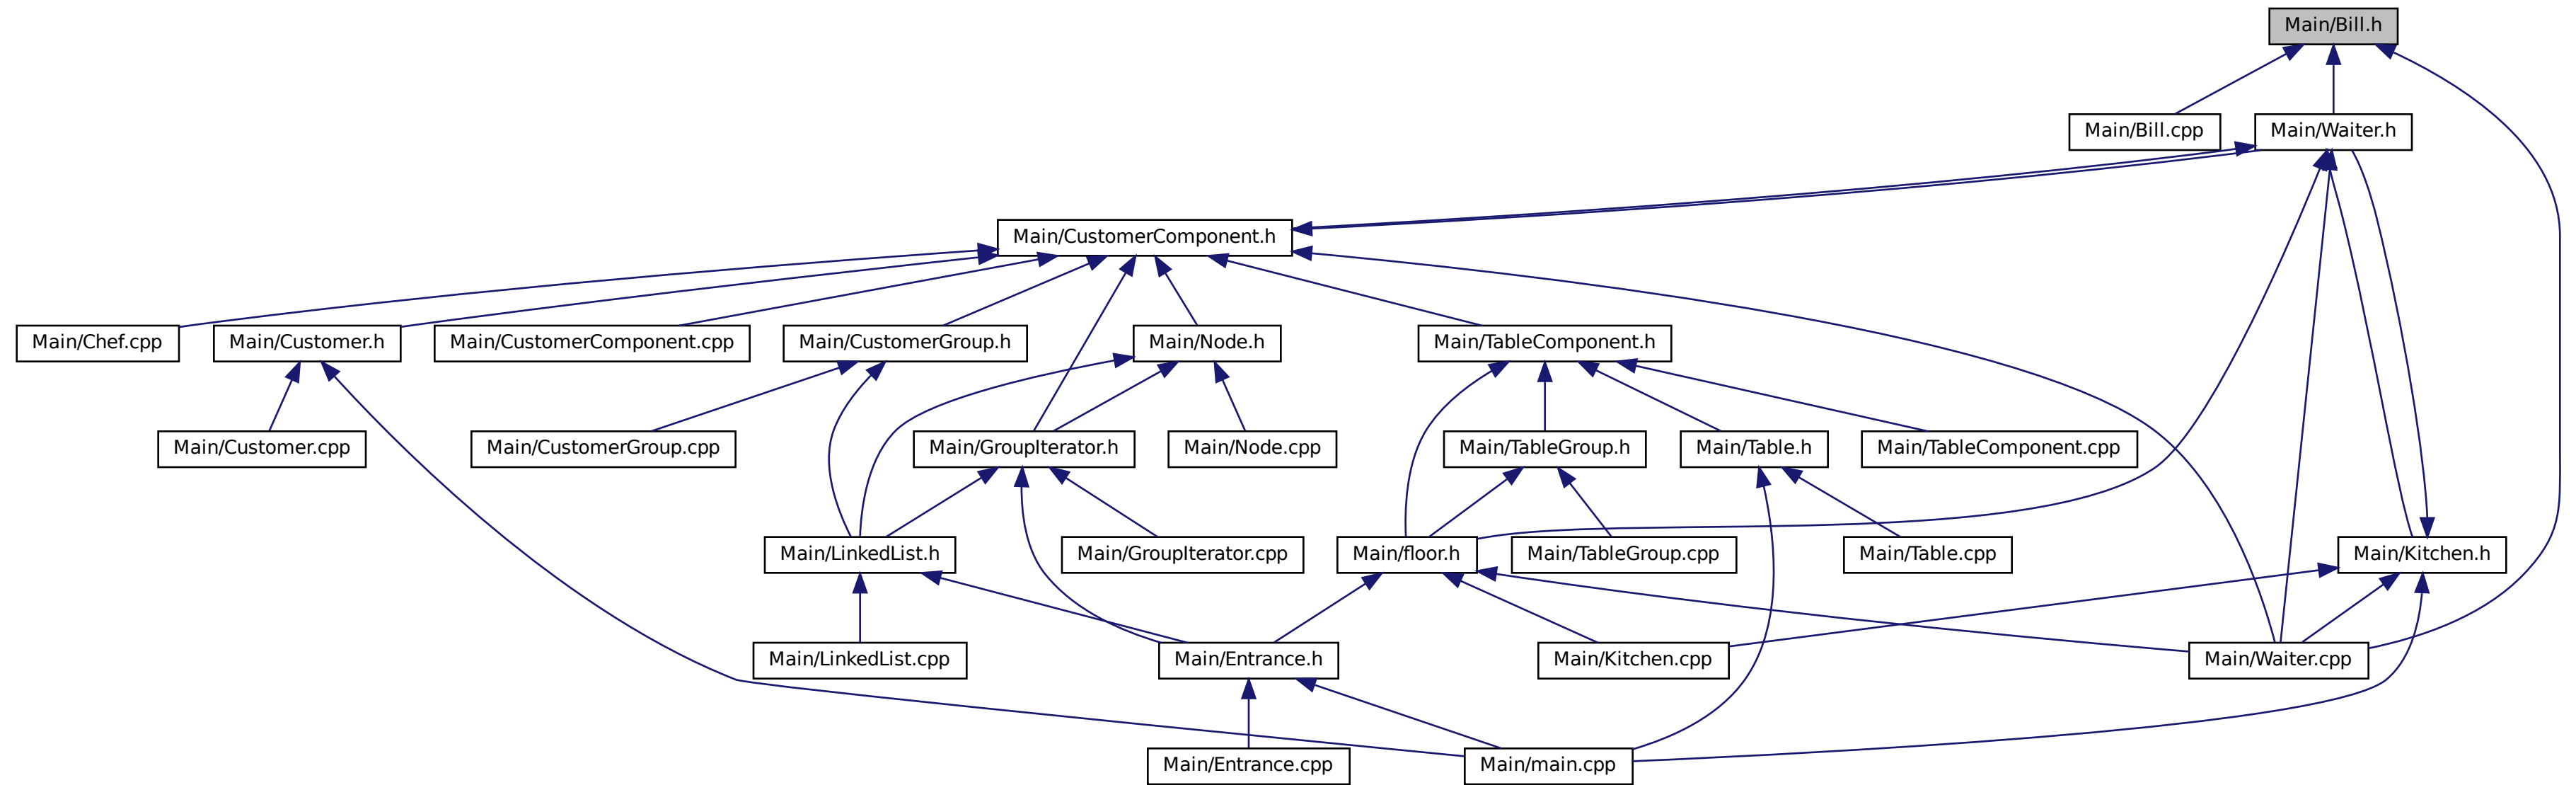 Main/Bill.h
Main/Bill.cpp
Main/Waiter.h
Main/CustomerComponent.h
Main/Chef.cpp
Main/Customer.h
Main/CustomerComponent.cpp
Main/CustomerGroup.h
Main/Node.h
Main/TableComponent.h
Main/Customer.cpp
Main/CustomerGroup.cpp
Main/GroupIterator.h
Main/Node.cpp
Main/TableGroup.h
Main/Table.h
Main/TableComponent.cpp
Main/LinkedList.h
Main/GroupIterator.cpp
Main/floor.h
Main/TableGroup.cpp
Main/Table.cpp
Main/Kitchen.h
Main/LinkedList.cpp
Main/Entrance.h
Main/Kitchen.cpp
Main/Waiter.cpp
Main/Entrance.cpp
Main/main.cpp